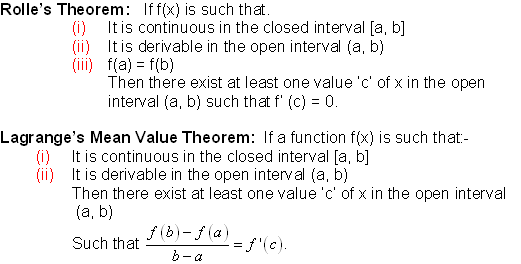 Rolle's Theorem: If f(x) is such that.
(i) It is continuous in the closed interval [a, b]
(ii) It is derivable in the open interval (a, b)
(iii) f(a) = f(b)
Then there exist at least one value 'c' of x in the open
interval (a, b) such that f' (c) = 0.
Lagrange's Mean Value Theorem: If a function f(x) is such that:-
(i) It is continuous in the closed interval [a, b]
(ii) It is derivable in the open interval (a, b)
Then there exist at least one value 'c' of x in the open interval
(a, b)
Such that f(b)-f(a)/b-a = f'(c).